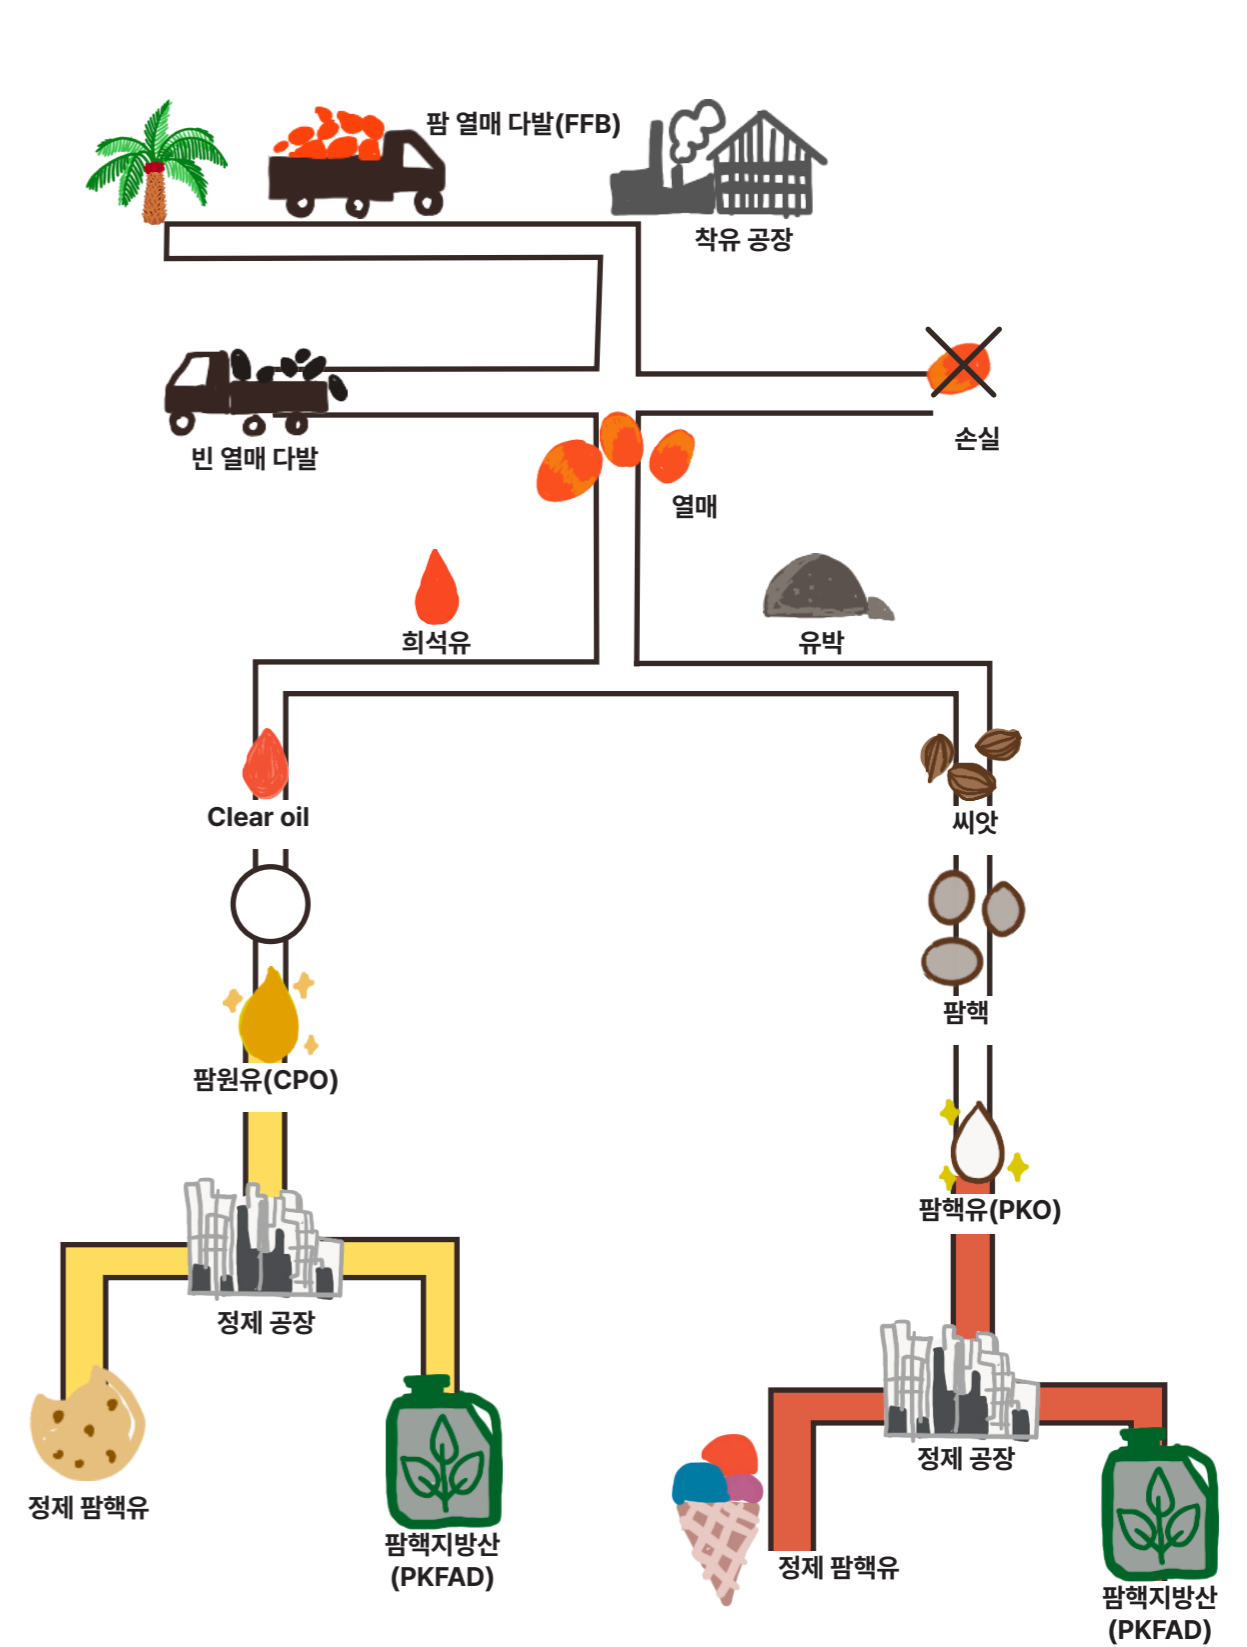 팜 열매 다발(FFB)
착유 공장
손실
빈 열매 다발
열매
희석유
유박
Clear oil
씨앗
팜핵
팜원유(CPO)
팜핵유(PKO)
정제 공장
정제 공장
정제 팜핵유
팜핵지방산
(PKFAD)
정제 팜핵유
팜핵지방산
(PKFAD)